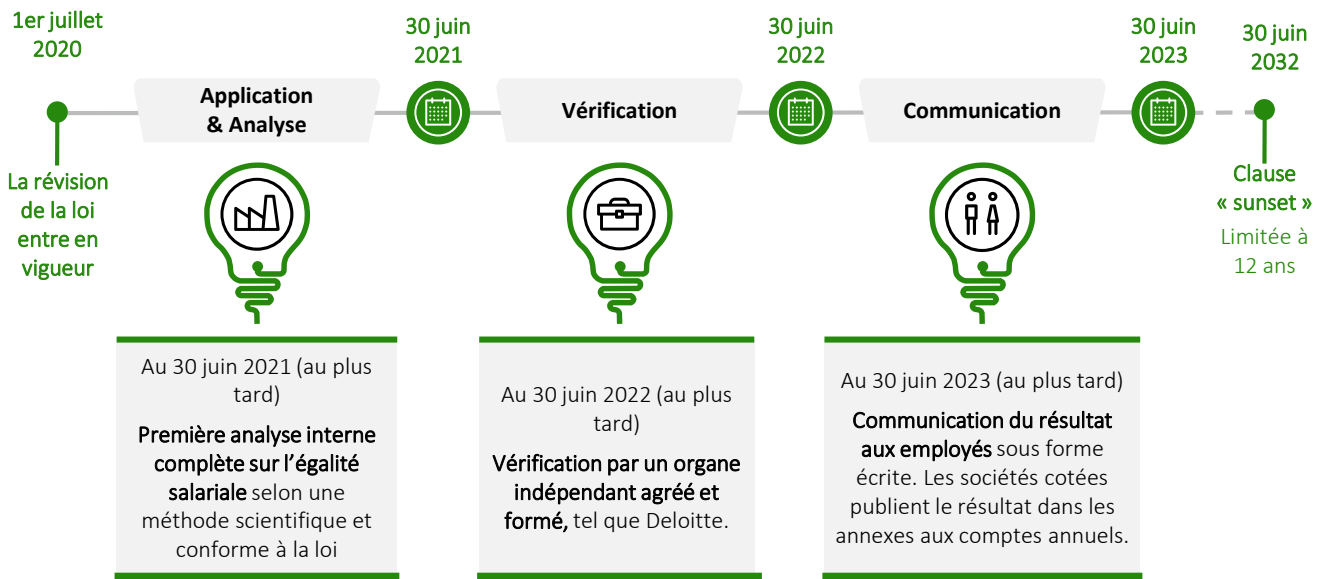 1er juillet
2020
30 juin
2021
30 juin
2022
30 juin
2023
30 juin
2032
Application
& Analyse
Vérification
Communication
La révision
de la loi
entre en
vigueur
Clause
« sunset »
Limitée à
12 ans
Au 30 juin 2021 (au plus
tard)
Première analyse interne
complète sur l’égalité
salariale selon une
méthode scientifique et
conforme à la loi
Au 30 juin 2022 (au plus
tard)
Vérification par un organe
indépendant agréé et
formé, tel que Deloitte.
Au 30 juin 2023 (au plus tard)
Communication du résultat
aux employés sous forme
écrite. Les sociétés cotées
publient le résultat dans les
annexes aux comptes annuels.